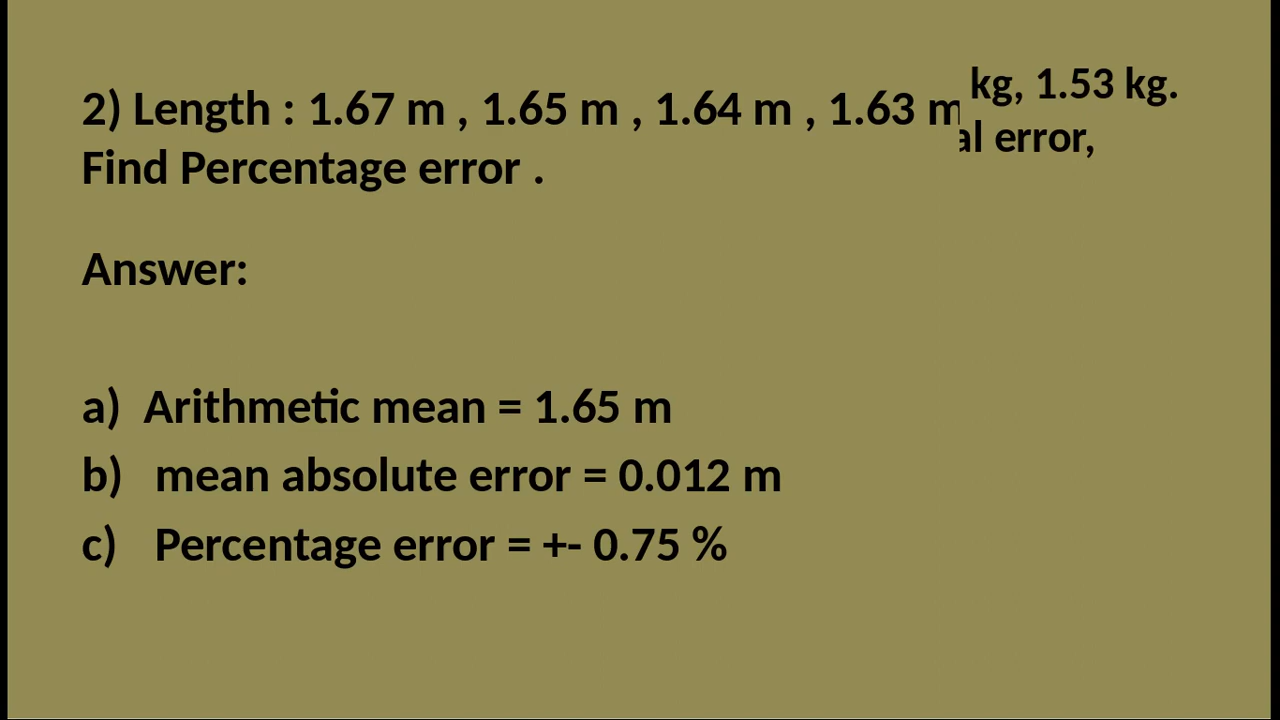 2) Length : 1.67 m , 1.65 m , 1.64 m , 1.63 m
Find Percentage error .
kg, 1.53 kg.
al error,
Answer:
a) Arithmetic mean = 1.65 m
b) mean absolute error = 0.012 m
c) Percentage error = +- 0.75 %